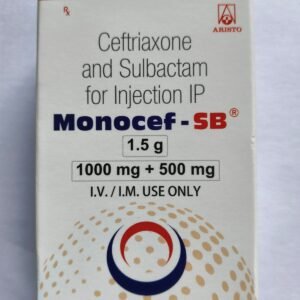 Rx
ARISTO
Ceftriaxone
and Sulbactam
for Injection IP
Monocef-SB®
1.5 g
1000 mg + 500 mg
I.V. / I.M. USE ONLY